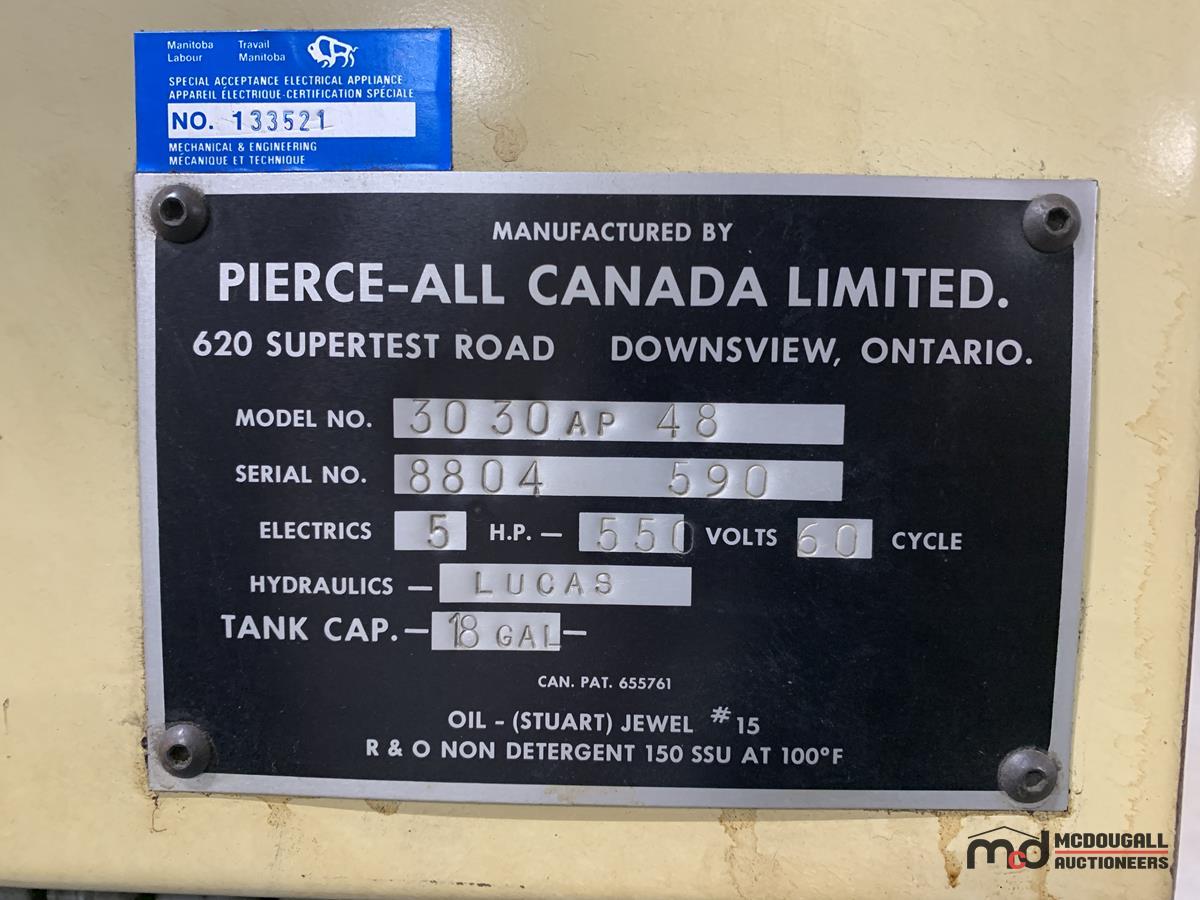 Manitoba Travail
Labour Manitoba
SPECIAL ACCEPTANCE ELECTRICAL APPLIANCE
APPAREIL ÉLECTRIQUE-CERTIFICATION SPÉCIALE
NO. 133521
MECHANICAL & ENGINEERING
MÉCANIQUE ET TECHNIQUE
MANUFACTURED BY
PIERCE-ALL CANADA LIMITED.
620 SUPERTEST ROAD DOWNSVIEW, ONTARIO.
MODEL NO. 3030AP 48
SERIAL NO. 8804 590
ELECTRICS 5 H.P. — 550 VOLTS 60 CYCLE
HYDRAULICS — LUCAS
TANK CAP. — 18 GAL —
CAN. PAT. 655761
OIL - (STUART) JEWEL #15
R & O NON DETERGENT 150 SSU AT 100°F
mcd MCDOUGALL
AUCTIONEERS